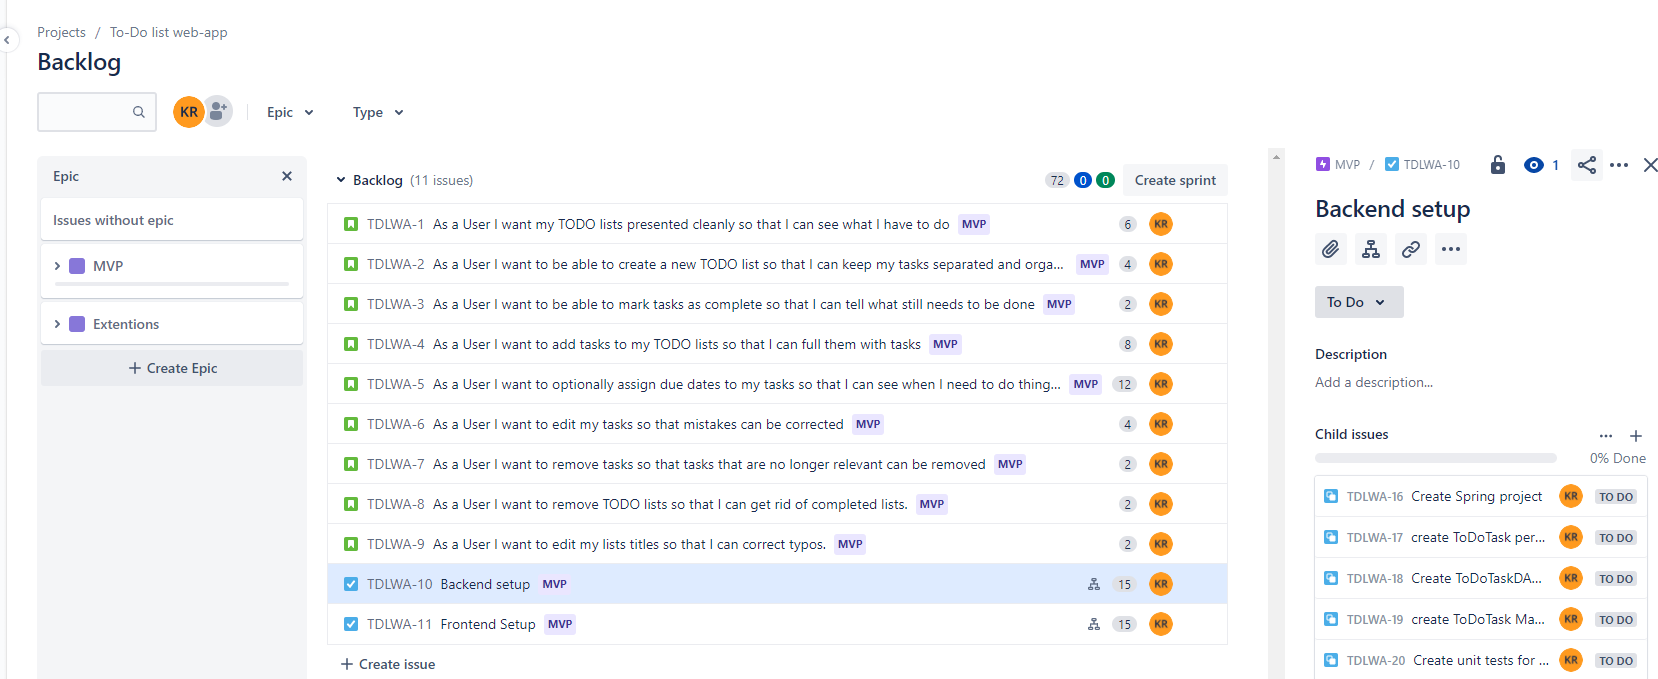 Projects / To-Do list web-app
Backlog
KR
Epic
Type
Epic
Issues without epic
MVP
Extentions
+ Create Epic
Backlog (11 issues) 72 0 0 Create sprint
TDLWA-1 As a User I want my TODO lists presented cleanly so that I can see what I have to do MVP 6 KR
TDLWA-2 As a User I want to be able to create a new TODO list so that I can keep my tasks separated and orga... MVP 4 KR
TDLWA-3 As a User I want to be able to mark tasks as complete so that I can tell what still needs to be done MVP 2 KR
TDLWA-4 As a User I want to add tasks to my TODO lists so that I can full them with tasks MVP 8 KR
TDLWA-5 As a User I want to optionally assign due dates to my tasks so that I can see when I need to do thing... MVP 12 KR
TDLWA-6 As a User I want to edit my tasks so that mistakes can be corrected MVP 4 KR
TDLWA-7 As a User I want to remove tasks so that tasks that are no longer relevant can be removed MVP 2 KR
TDLWA-8 As a User I want to remove TODO lists so that I can get rid of completed lists. MVP 2 KR
TDLWA-9 As a User I want to edit my lists titles so that I can correct typos. MVP 2 KR
TDLWA-10 Backend setup MVP 15 KR
TDLWA-11 Frontend Setup MVP 15 KR
+ Create issue
MVP / TDLWA-10 1
Backend setup
To Do
Description
Add a description...
Child issues
0% Done
TDLWA-16 Create Spring project KR TO DO
TDLWA-17 create ToDoTask per... KR TO DO
TDLWA-18 Create ToDoTaskDA... KR TO DO
TDLWA-19 create ToDoTask Ma... KR TO DO
TDLWA-20 Create unit tests for ... KR TO DO